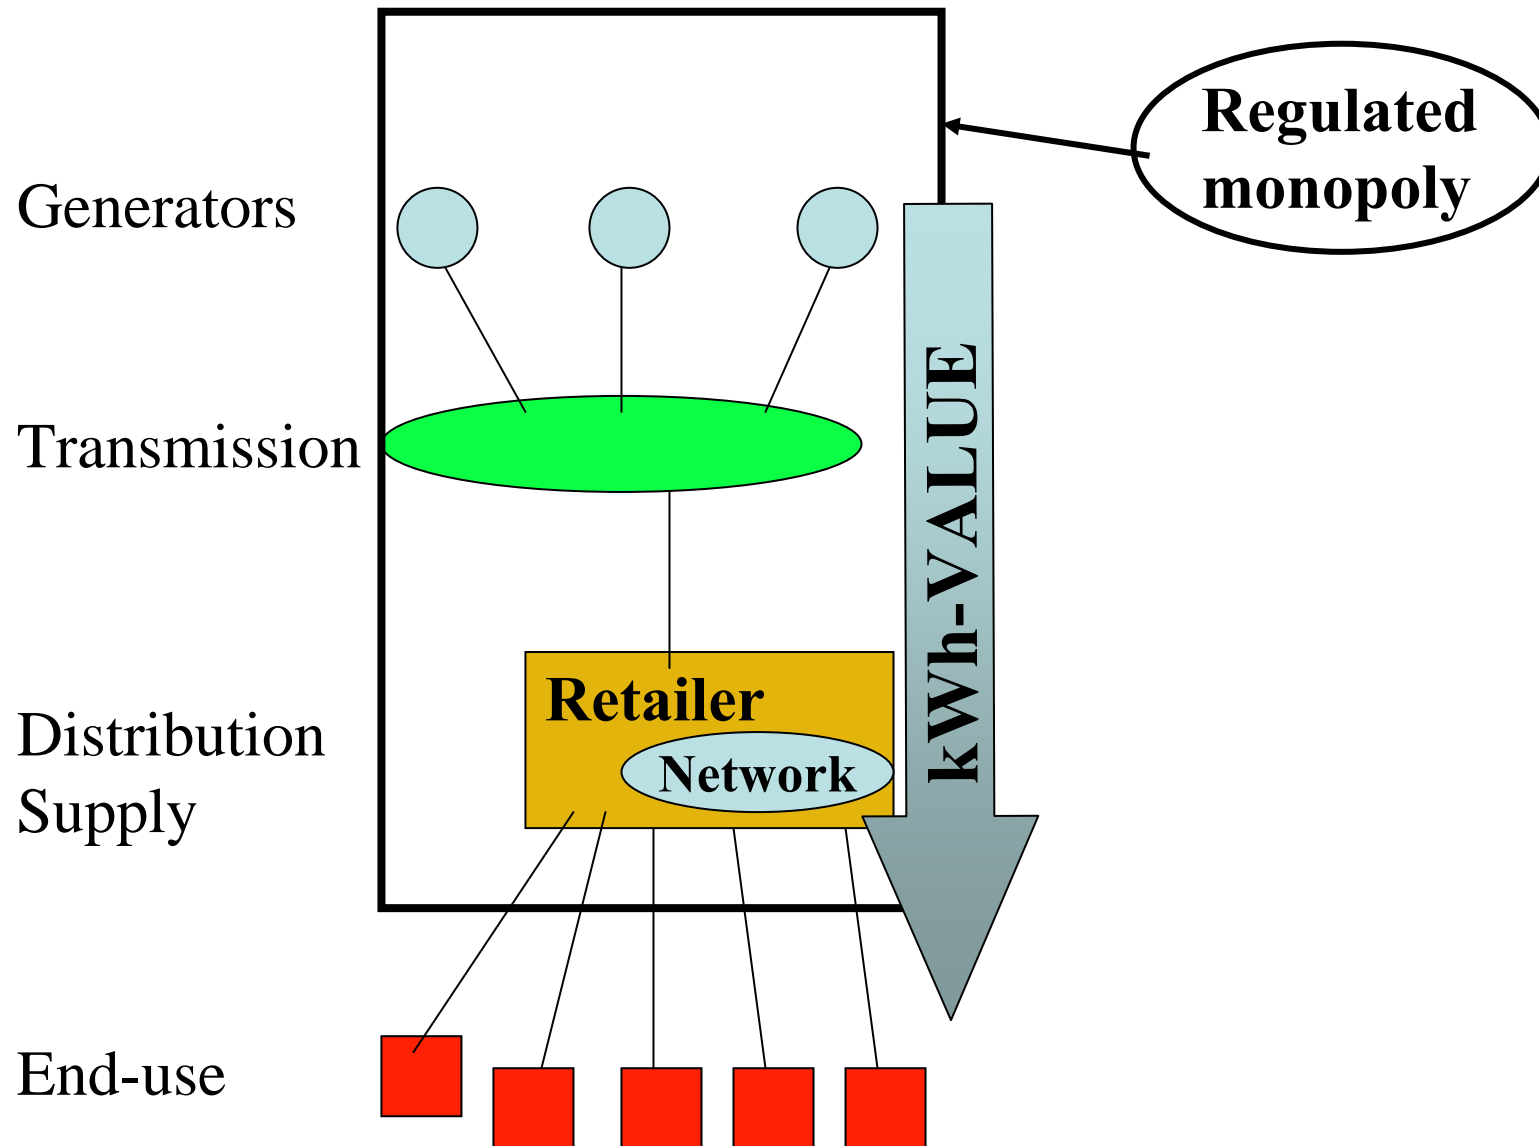 Regulated
monopoly
Generators
Transmission
kWh-VALUE
Retailer
Network
Distribution
Supply
End-use